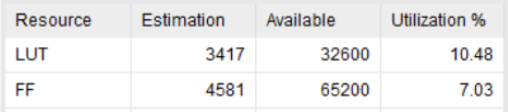 Resource Estimation Available Utilization %
LUT 3417 32600 10.48
FF 4581 65200 7.03